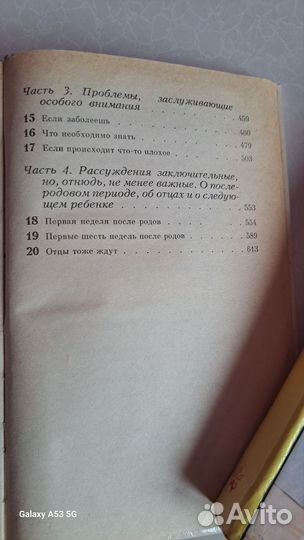 Часть 3. Проблемы, заслуживающие
особого внимания . . . . . . . . . 459
15 Если заболеешь . . . . . . . . . 460
16 Что необходимо знать . . . . . . . . . 479
17 Если происходит что-то плохое . . . . . . 503
Часть 4. Рассуждения заключительные,
но, отнюдь, не менее важные. О после-
родовом периоде, об отцах и о следую-
щем ребенке . . . . . . . . . 553
18 Первая неделя после родов . . . . . . . 554
19 Первые шесть недель после родов . . . . 589
20 Отцы тоже ждут . . . . . . . . . 613
Galaxy A53 5G
Avito